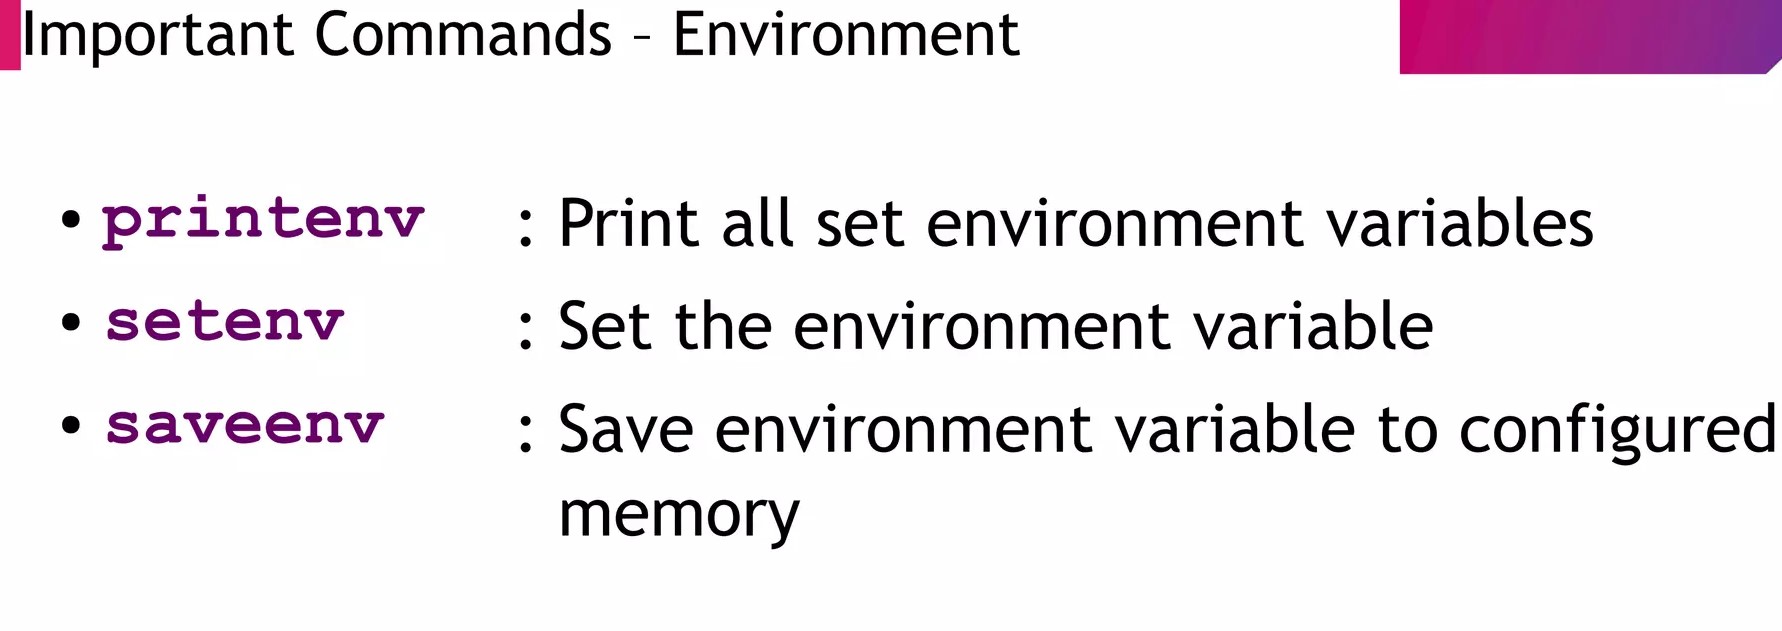 Important Commands – Environment
• printenv : Print all set environment variables
• setenv : Set the environment variable
• saveenv : Save environment variable to configured
memory